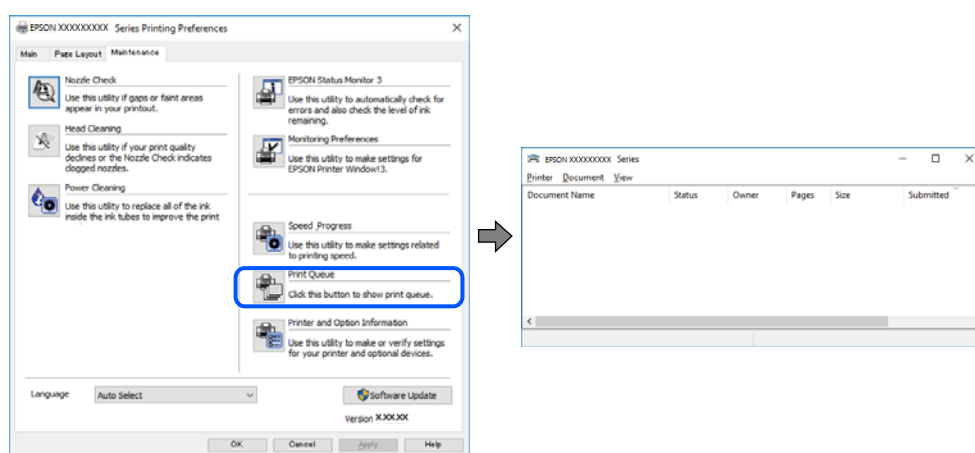 EPSON XXXXXXXXX Series Printing Preferences
Main Page Layout Maintenance
Nozzle Check
Use this utility if gaps or faint areas
appear in your printout.
Head Cleaning
Use this utility if your print quality
declines or the Nozzle Check indicates
clogged nozzles.
Power Cleaning
Use this utility to replace all of the ink
inside the ink tubes to improve the print
EPSON Status Monitor 3
Use this utility to automatically check for
errors and also check the level of ink
remaining.
Monitoring Preferences
Use this utility to make settings for
EPSON Printer Window!3.
Speed Progress
Use this utility to make settings related
to printing speed.
Print Queue
Click this button to show print queue.
Printer and Option Information
Use this utility to make or verify settings
for your printer and optional devices.
Language Auto Select
Software Update
Version X.XX.XX
OK Cancel Apply Help
EPSON XXXXXXXXX Series
Printer Document View
Document Name Status Owner Pages Size Submitted